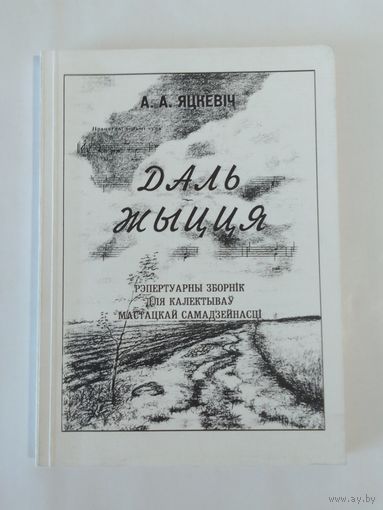 А. А. ЯЦКЕВІЧ
ДАЛЬ
ЖЫЦЦЯ
РЭПЕРТУАРНЫ ЗБОРНІК
ДЛЯ КАЛЕКТЫВАЎ
МАСТАЦКАЙ САМАДЗЕЙНАСЦІ
www.ay.by